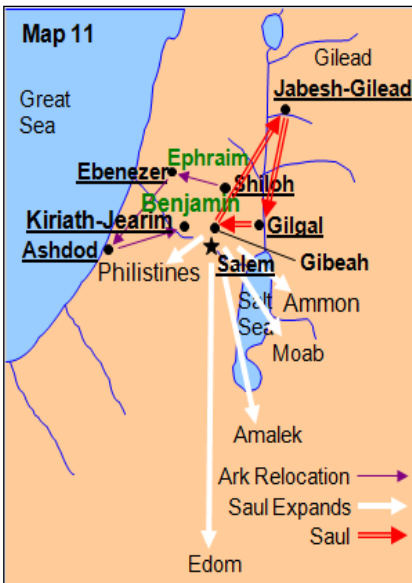 Map 11
Gilead
Great
Sea
Jabesh-Gilead
Ephraim
Ebenezer
Shiloh
Benjamin
Kiriath-Jearim
Gilgal
Ashdod
Gibeah
Philistines
Salem
Salt
Sea
Ammon
Moab
Amalek
Ark Relocation
Saul Expands
Saul
Edom